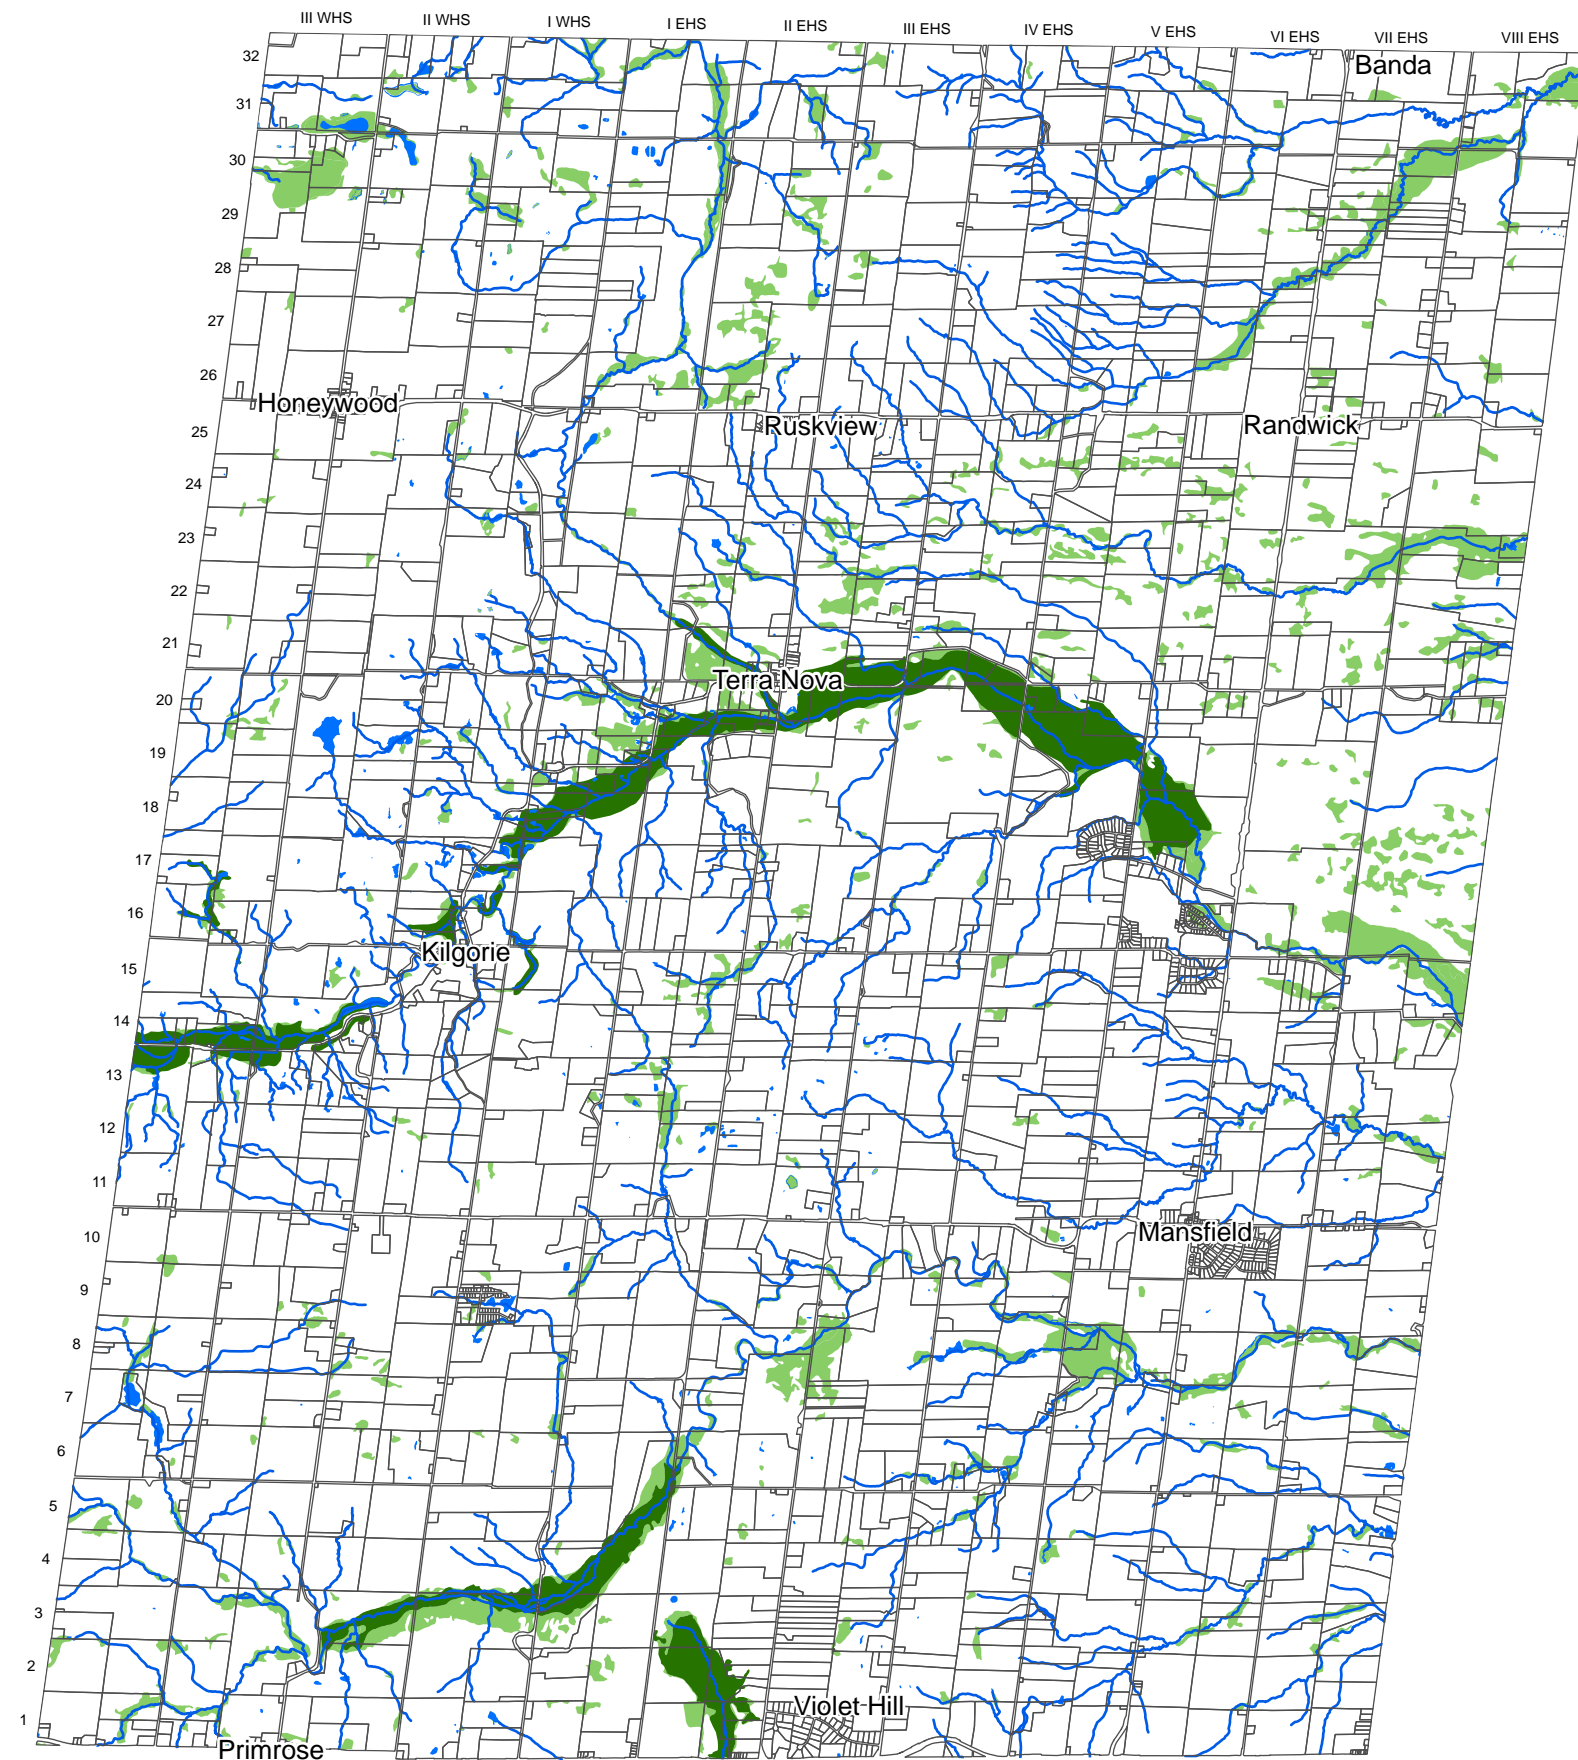 III WHS
II WHS
I WHS
I EHS
II EHS
III EHS
IV EHS
V EHS
VI EHS
VII EHS
VIII EHS
32
Banda
31
30
29
28
27
26
Honeywood
Ruskview
Randwick
25
24
23
22
21
Terra Nova
20
19
18
17
16
Kilgorie
15
14
13
12
11
Mansfield
10
9
8
7
6
5
4
3
2
Violet Hill
1
Primrose